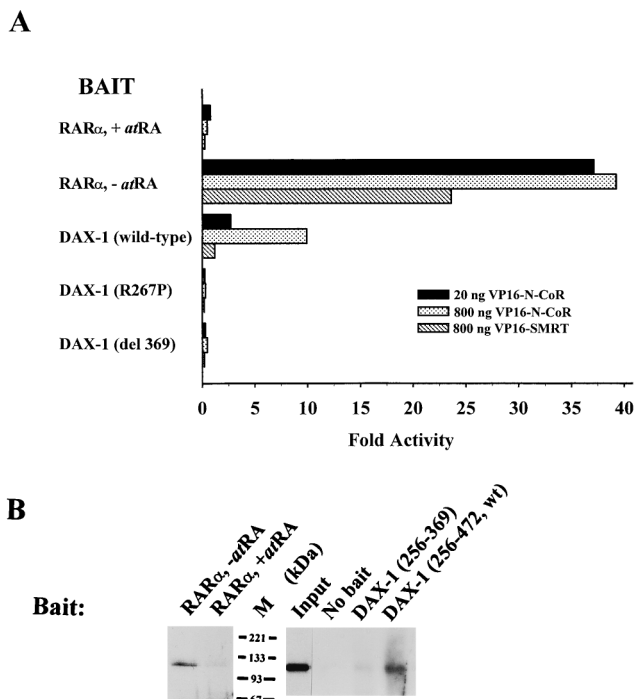 A
BAIT
RARα, + atRA
RARα, - atRA
DAX-1 (wild-type)
DAX-1 (R267P)
DAX-1 (del 369)
20 ng VP16-N-CoR
800 ng VP16-N-CoR
800 ng VP16-SMRT
0 5 10 15 20 25 30 35 40
Fold Activity
B
Bait:
RARα, -atRA
RARα, +atRA
M (kDa)
Input
No bait
DAX-1 (256-369)
DAX-1 (256-472, wt)
221
133
93
67